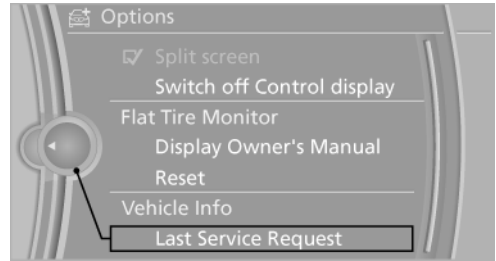 Options
Split screen
Switch off Control display
Flat Tire Monitor
Display Owner's Manual
Reset
Vehicle Info
Last Service Request